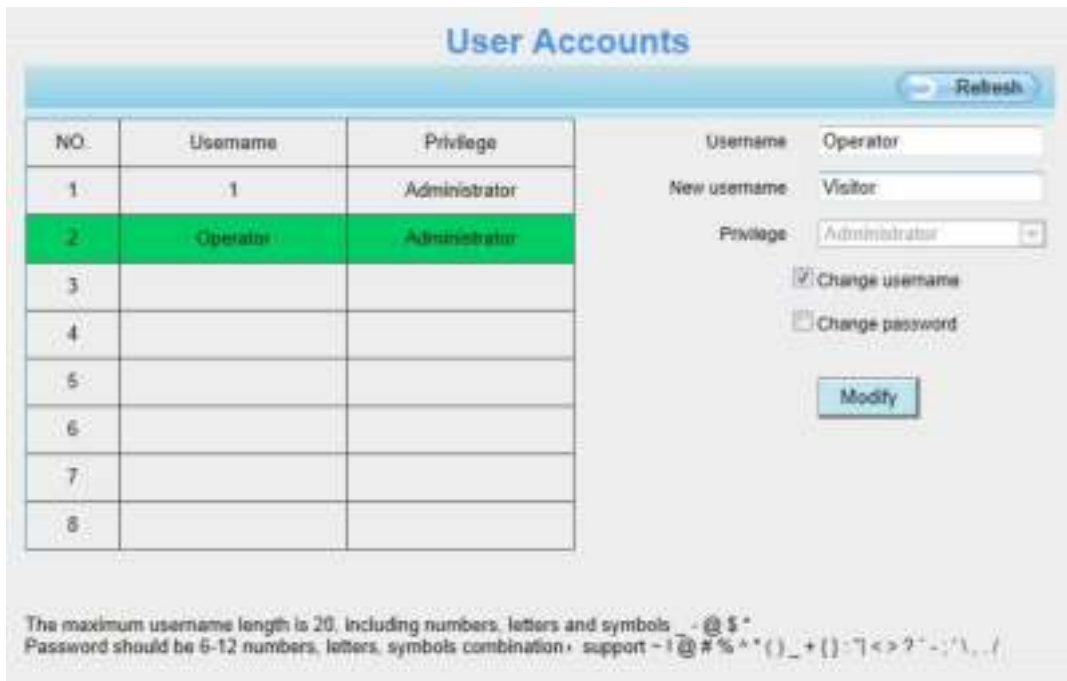 User Accounts
Refresh
NO. Username Privilege
1 1 Administrator
2 Operator Administrator
3
4
5
6
7
8
Username Operator
New username Visitor
Privilege Administrator
Change username
Change password
Modify
The maximum username length is 20, including numbers, letters and symbols _ - @ $ *
Password should be 6-12 numbers, letters, symbols combination, support ~ ! @ # % ^ * ( ) _ + { } : " | < > ?